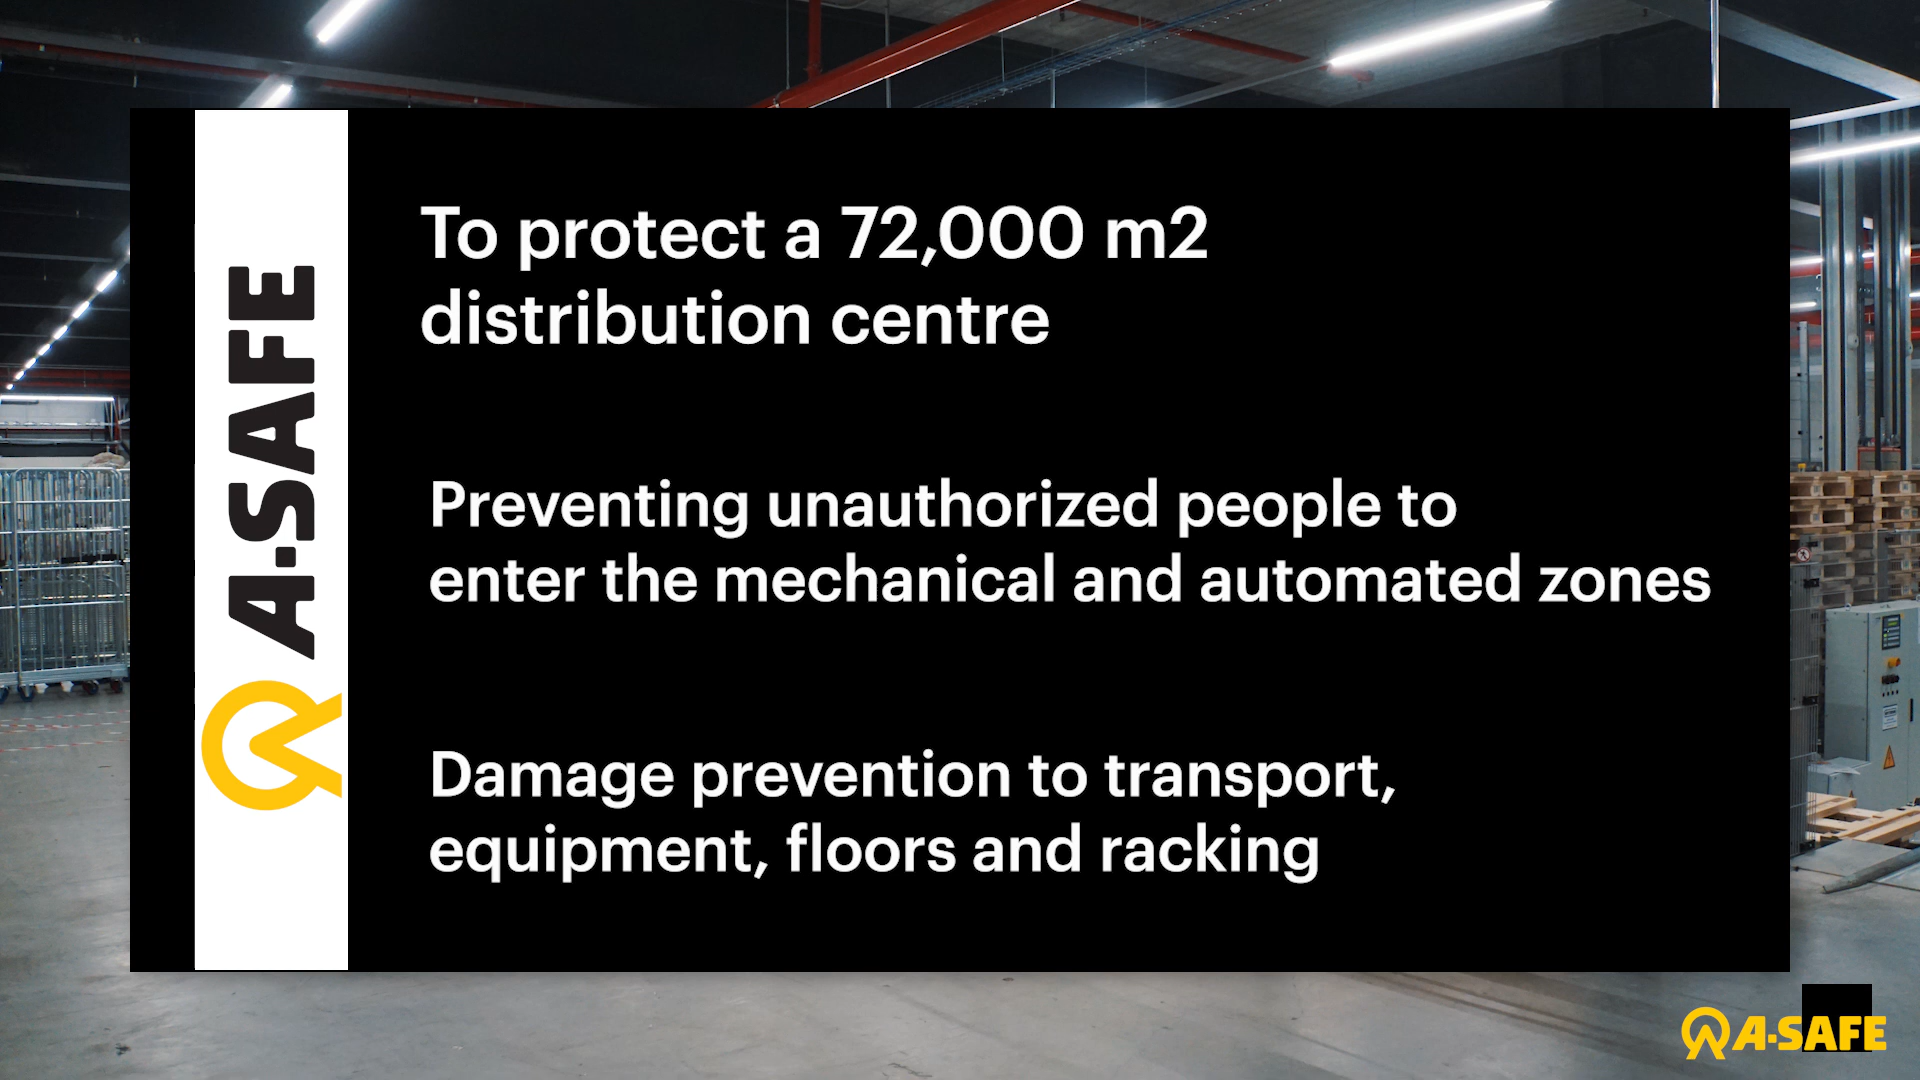 A-SAFE
To protect a 72,000 m2
distribution centre
Preventing unauthorized people to
enter the mechanical and automated zones
Damage prevention to transport,
equipment, floors and racking
A-SAFE